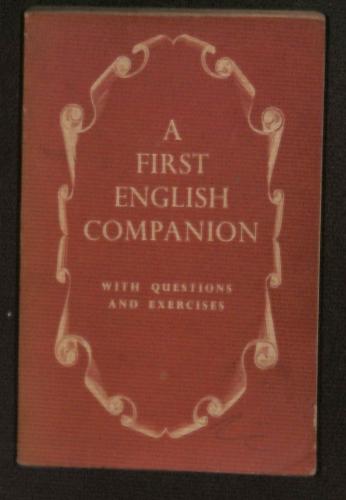 A
FIRST
ENGLISH
COMPANION
WITH QUESTIONS
AND EXERCISES